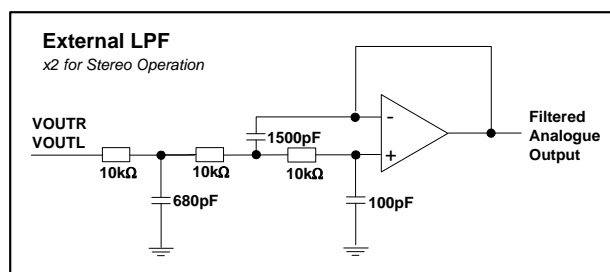 External LPF
x2 for Stereo Operation
VOUTR
VOUTL
10kΩ
680pF
10kΩ
1500pF
10kΩ
100pF
-
+
Filtered
Analogue
Output